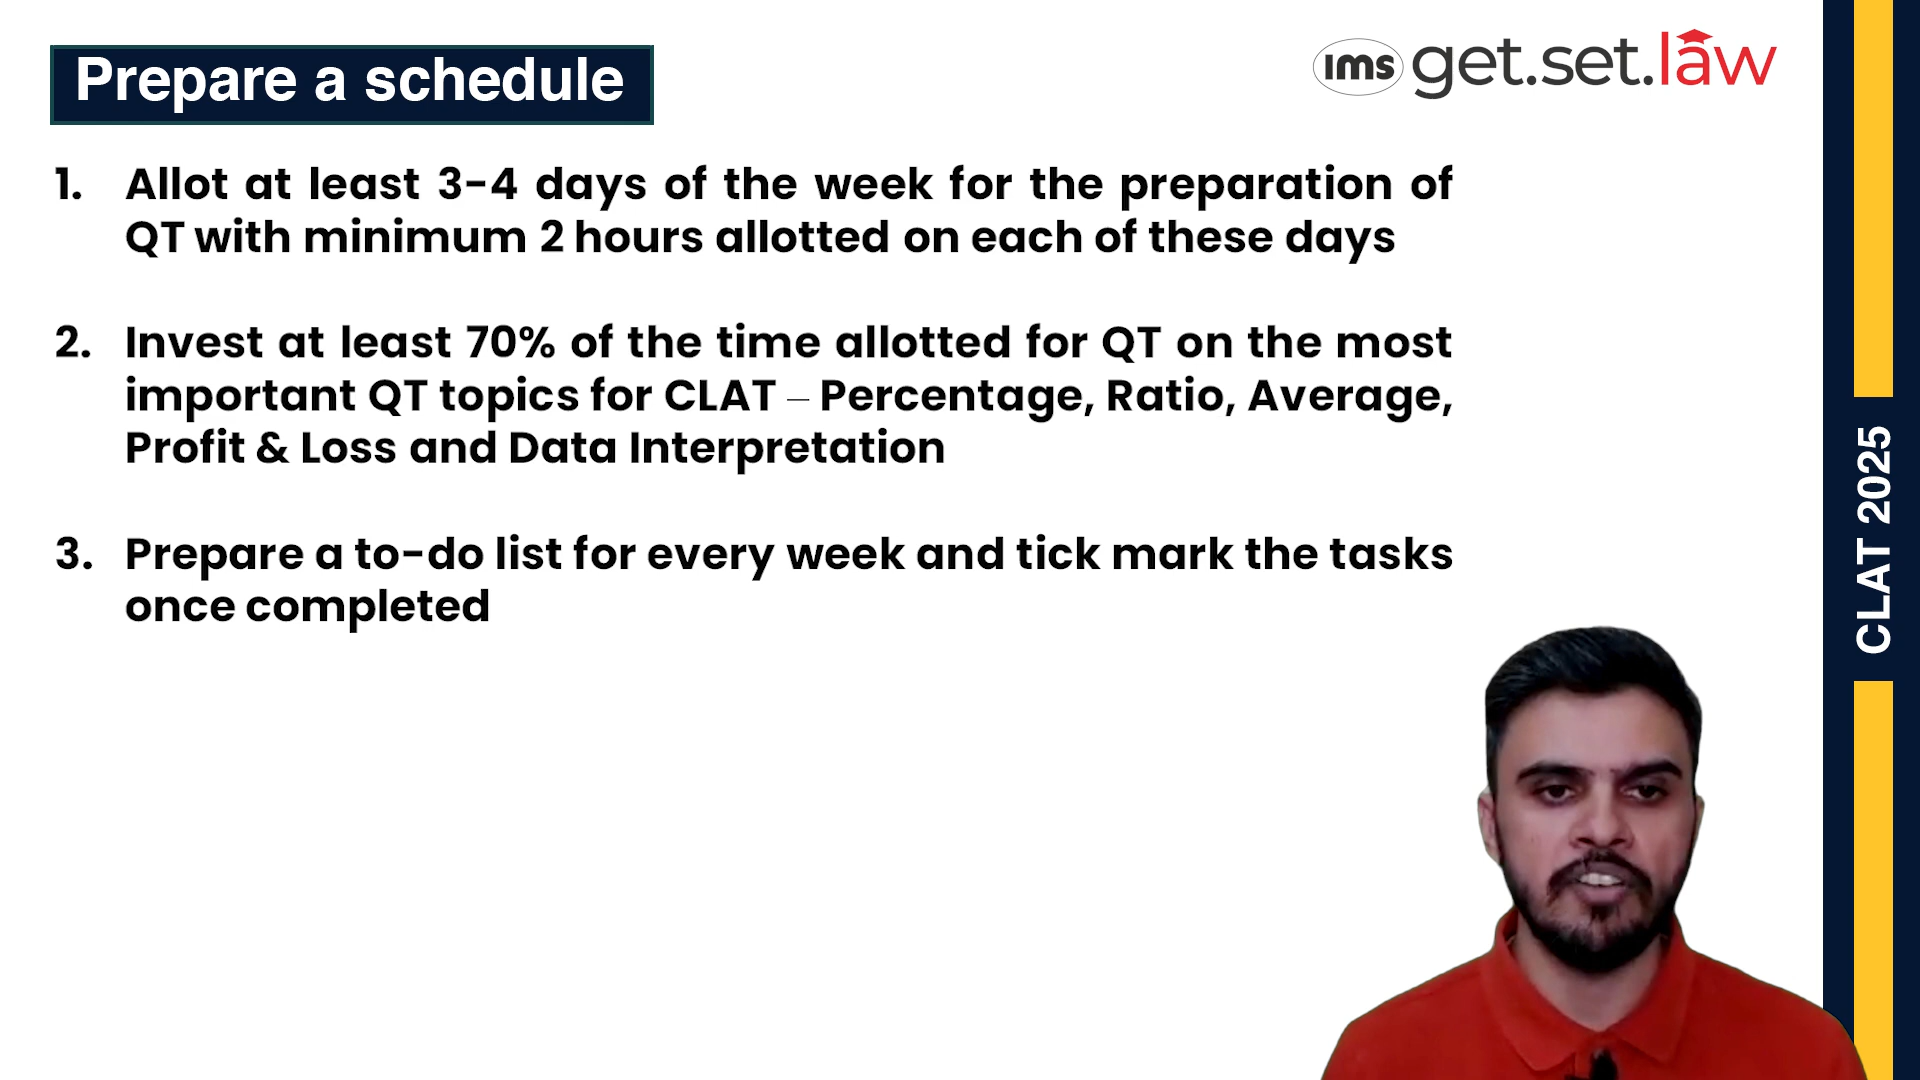 Prepare a schedule
ims get.set.law
1. Allot at least 3-4 days of the week for the preparation of
QT with minimum 2 hours allotted on each of these days
2. Invest at least 70% of the time allotted for QT on the most
important QT topics for CLAT – Percentage, Ratio, Average,
Profit & Loss and Data Interpretation
3. Prepare a to-do list for every week and tick mark the tasks
once completed
CLAT 2025